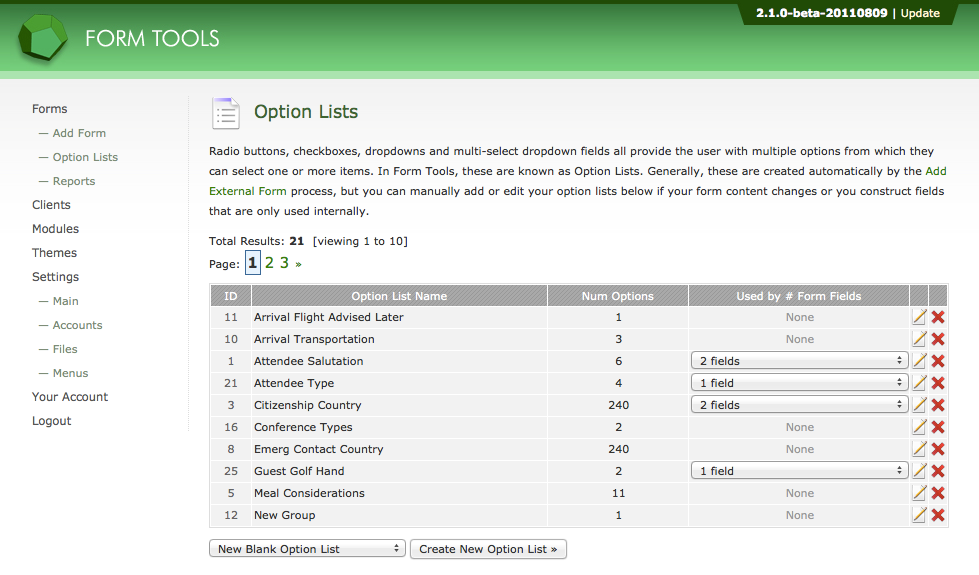 2.1.0-beta-20110809 | Update
FORM TOOLS
Forms
— Add Form
— Option Lists
— Reports
Clients
Modules
Themes
Settings
— Main
— Accounts
— Files
— Menus
Your Account
Logout
Option Lists
Radio buttons, checkboxes, dropdowns and multi-select dropdown fields all provide the user with multiple options from which they
can select one or more items. In Form Tools, these are known as Option Lists. Generally, these are created automatically by the Add
External Form process, but you can manually add or edit your option lists below if your form content changes or you construct fields
that are only used internally.
Total Results: 21 [viewing 1 to 10]
Page: 1 2 3 »
ID Option List Name Num Options Used by # Form Fields
11 Arrival Flight Advised Later 1 None
10 Arrival Transportation 3 None
1 Attendee Salutation 6 2 fields
21 Attendee Type 4 1 field
3 Citizenship Country 240 2 fields
16 Conference Types 2 None
8 Emerg Contact Country 240 None
25 Guest Golf Hand 2 1 field
5 Meal Considerations 11 None
12 New Group 1 None
New Blank Option List Create New Option List »